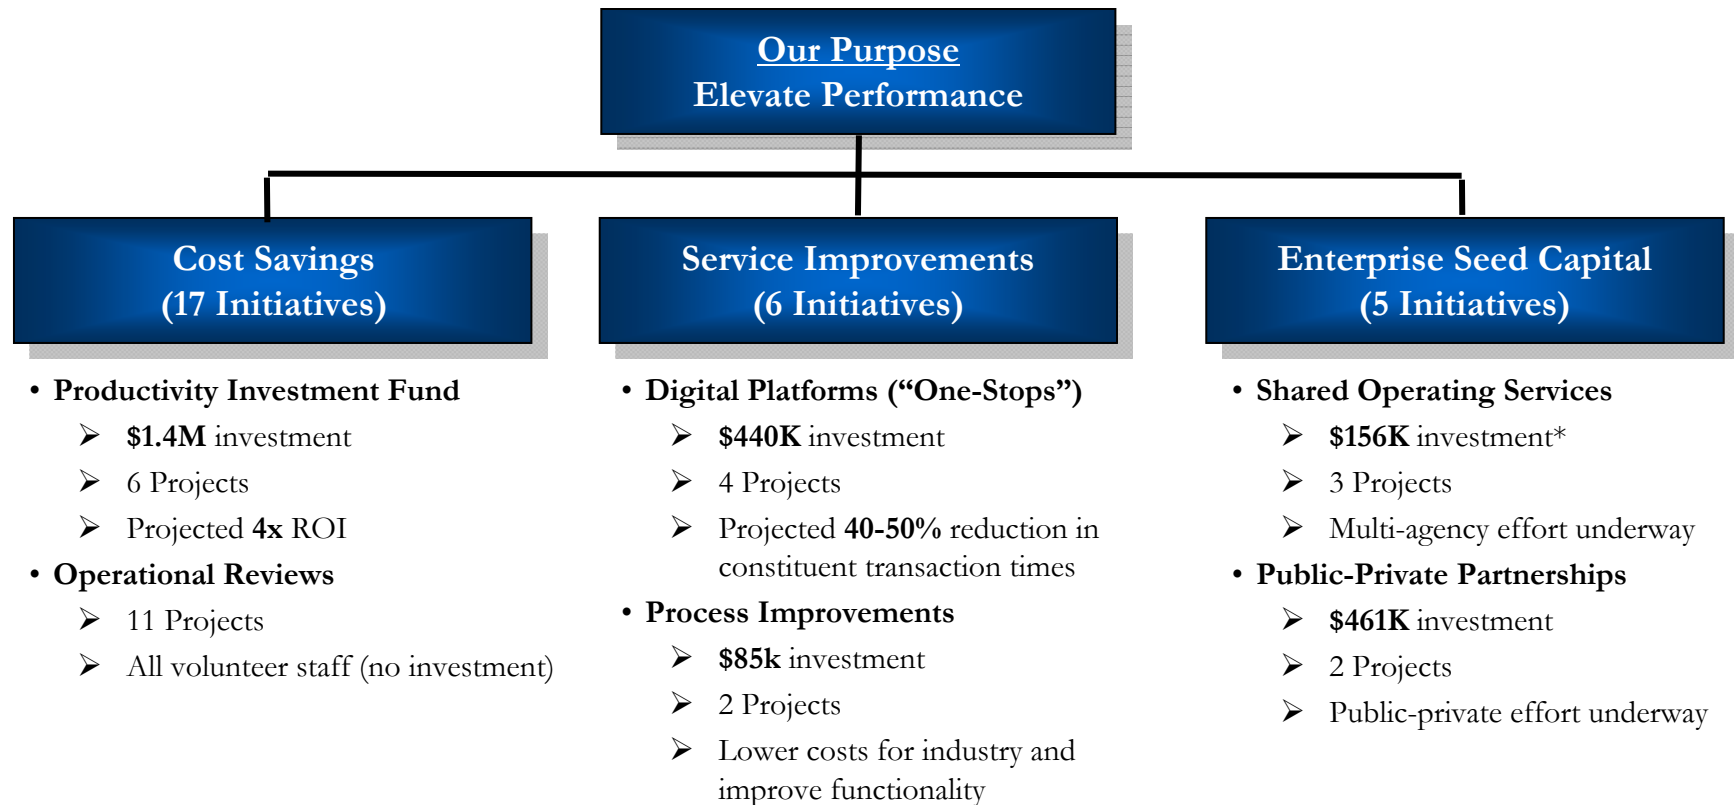 Our Purpose
Elevate Performance
Cost Savings
(17 Initiatives)
• Productivity Investment Fund
➢ $1.4M investment
➢ 6 Projects
➢ Projected 4x ROI
• Operational Reviews
➢ 11 Projects
➢ All volunteer staff (no investment)
Service Improvements
(6 Initiatives)
• Digital Platforms (“One-Stops”)
➢ $440K investment
➢ 4 Projects
➢ Projected 40-50% reduction in
constituent transaction times
• Process Improvements
➢ $85k investment
➢ 2 Projects
➢ Lower costs for industry and
improve functionality
Enterprise Seed Capital
(5 Initiatives)
• Shared Operating Services
➢ $156K investment*
➢ 3 Projects
➢ Multi-agency effort underway
• Public-Private Partnerships
➢ $461K investment
➢ 2 Projects
➢ Public-private effort underway